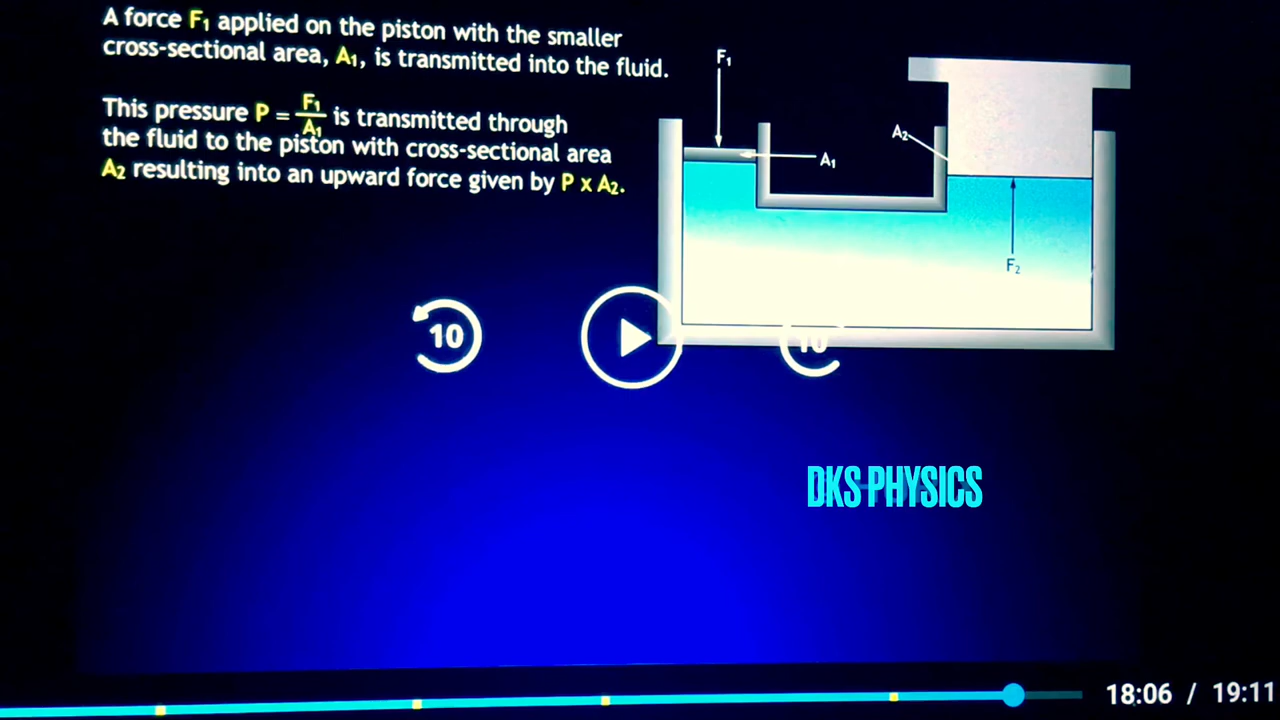 A force F₁ applied on the piston with the smaller
cross-sectional area, A₁, is transmitted into the fluid.
This pressure P = F₁/A₁ is transmitted through
the fluid to the piston with cross-sectional area
A₂ resulting into an upward force given by P x A₂.
F₁
A₂
A₁
F₂
10
10
DKS PHYSICS
18:06 / 19:11